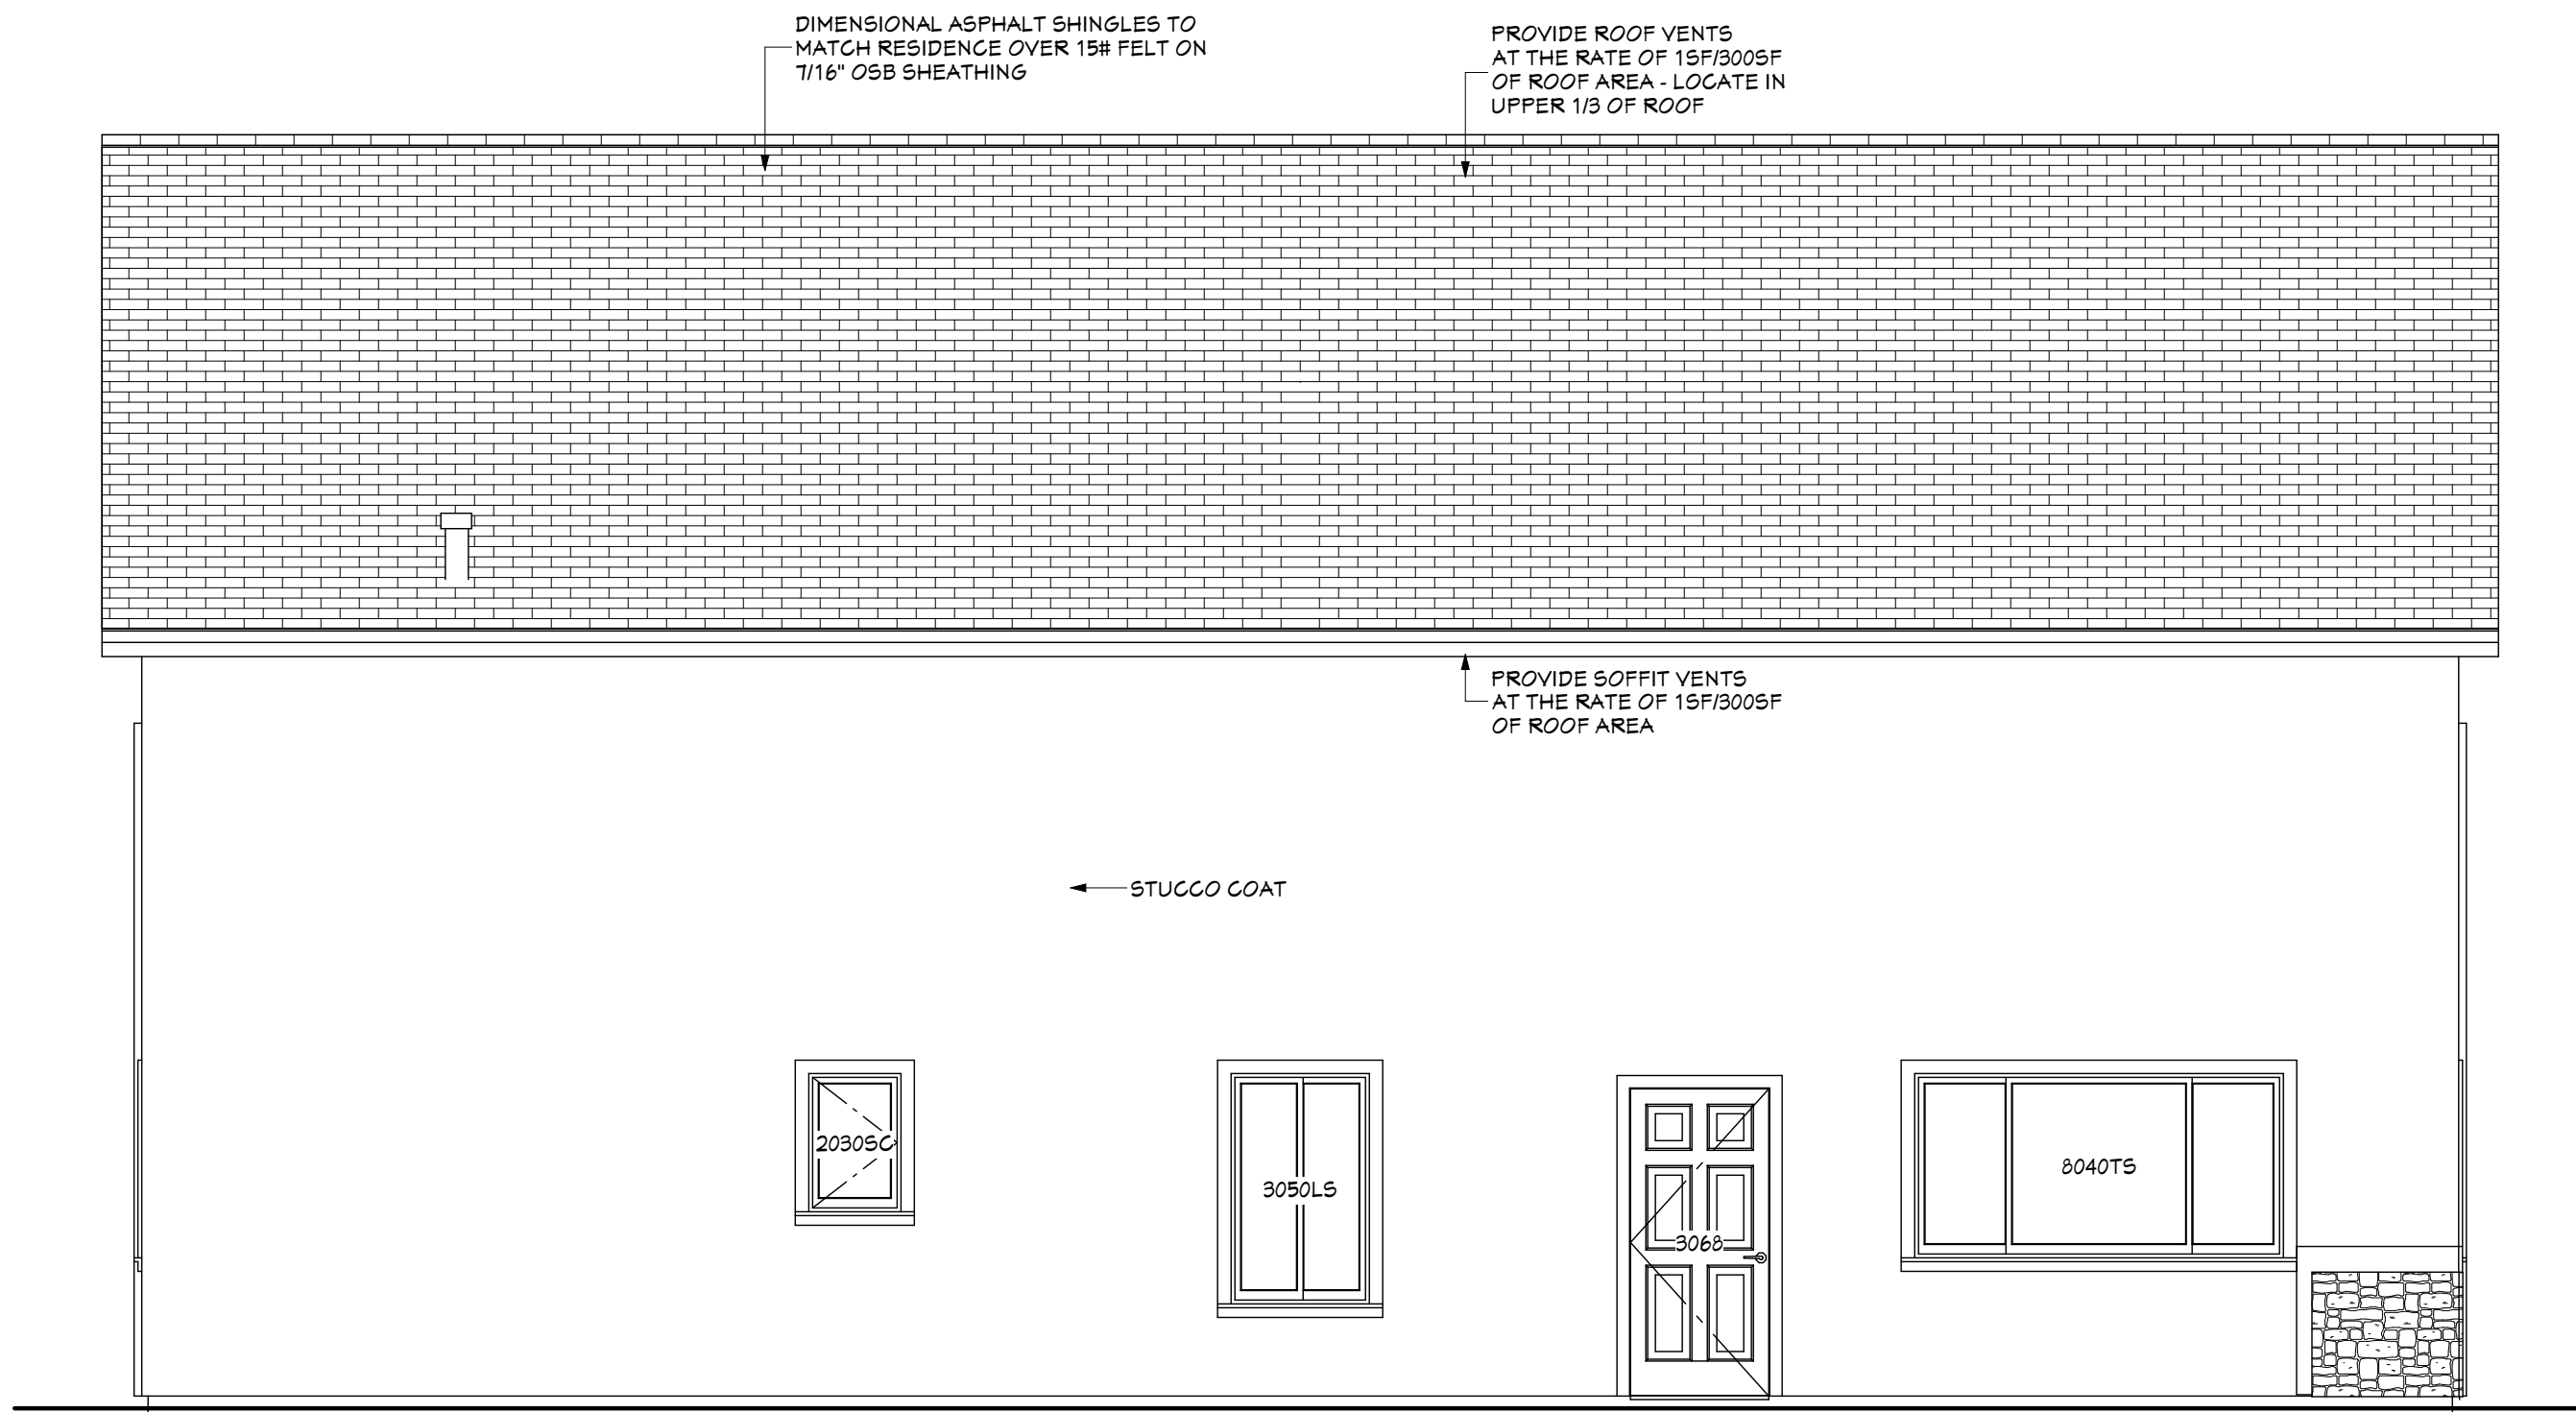 DIMENSIONAL ASPHALT SHINGLES TO
MATCH RESIDENCE OVER 15# FELT ON
7/16" OSB SHEATHING
PROVIDE ROOF VENTS
AT THE RATE OF 1SF/300SF
OF ROOF AREA - LOCATE IN
UPPER 1/3 OF ROOF
PROVIDE SOFFIT VENTS
AT THE RATE OF 1SF/300SF
OF ROOF AREA
STUCCO COAT
2030SC
3050LS
3068
8040TS